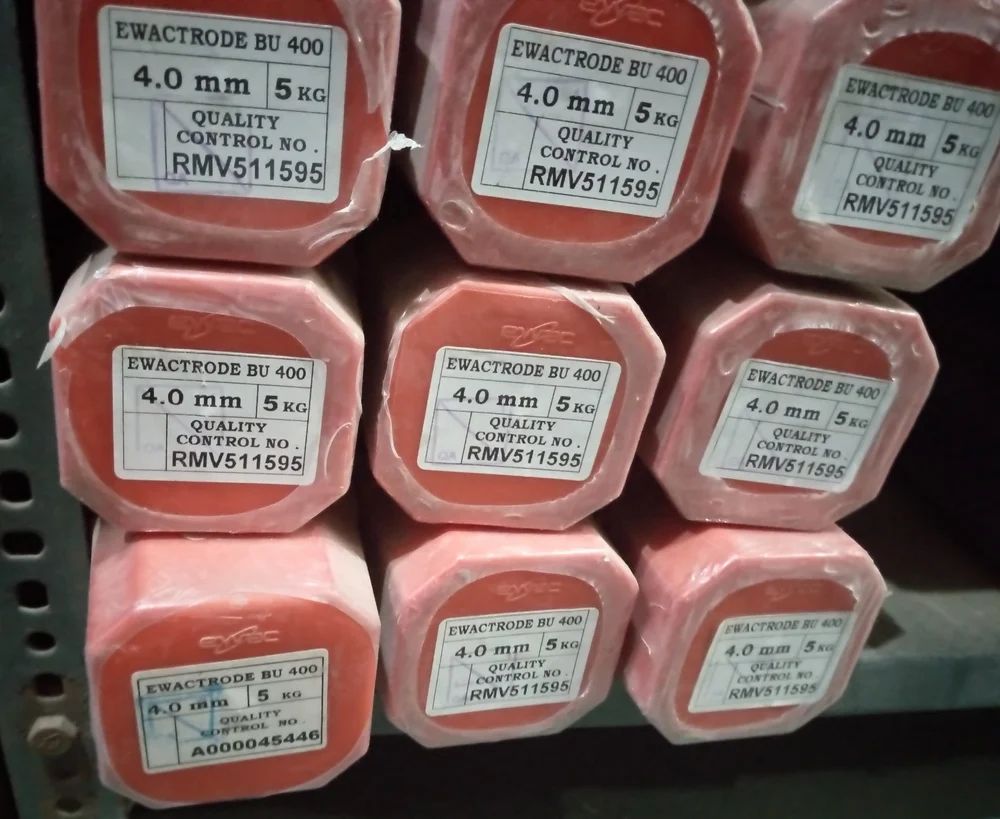 EWACTRODE BU 400
4.0 mm 5 KG
QUALITY
CONTROL NO .
RMV511595
EWACTRODE BU 400
4.0 mm 5 KG
QUALITY
CONTROL NO .
RMV511595
EWACTRODE BU 400
4.0 mm 5 KG
QUALITY
CONTROL NO .
RMV511595
EWACTRODE BU 400
4.0 mm 5 KG
QUALITY
CONTROL NO .
RMV511595
EWACTRODE BU 400
4.0 mm 5 KG
QUALITY
CONTROL NO .
RMV511595
EWACTRODE BU 400
4.0 mm 5 KG
QUALITY
CONTROL NO .
RMV511595
EWACTRODE BU 400
4.0 mm 5 KG
QUALITY
CONTROL NO .
A000045446
EWACTRODE BU 400
4.0 mm 5 KG
QUALITY
CONTROL NO .
RMV511595
EWACTRODE BU 400
4.0 mm 5 KG
QUALITY
CONTROL NO .
RMV511595